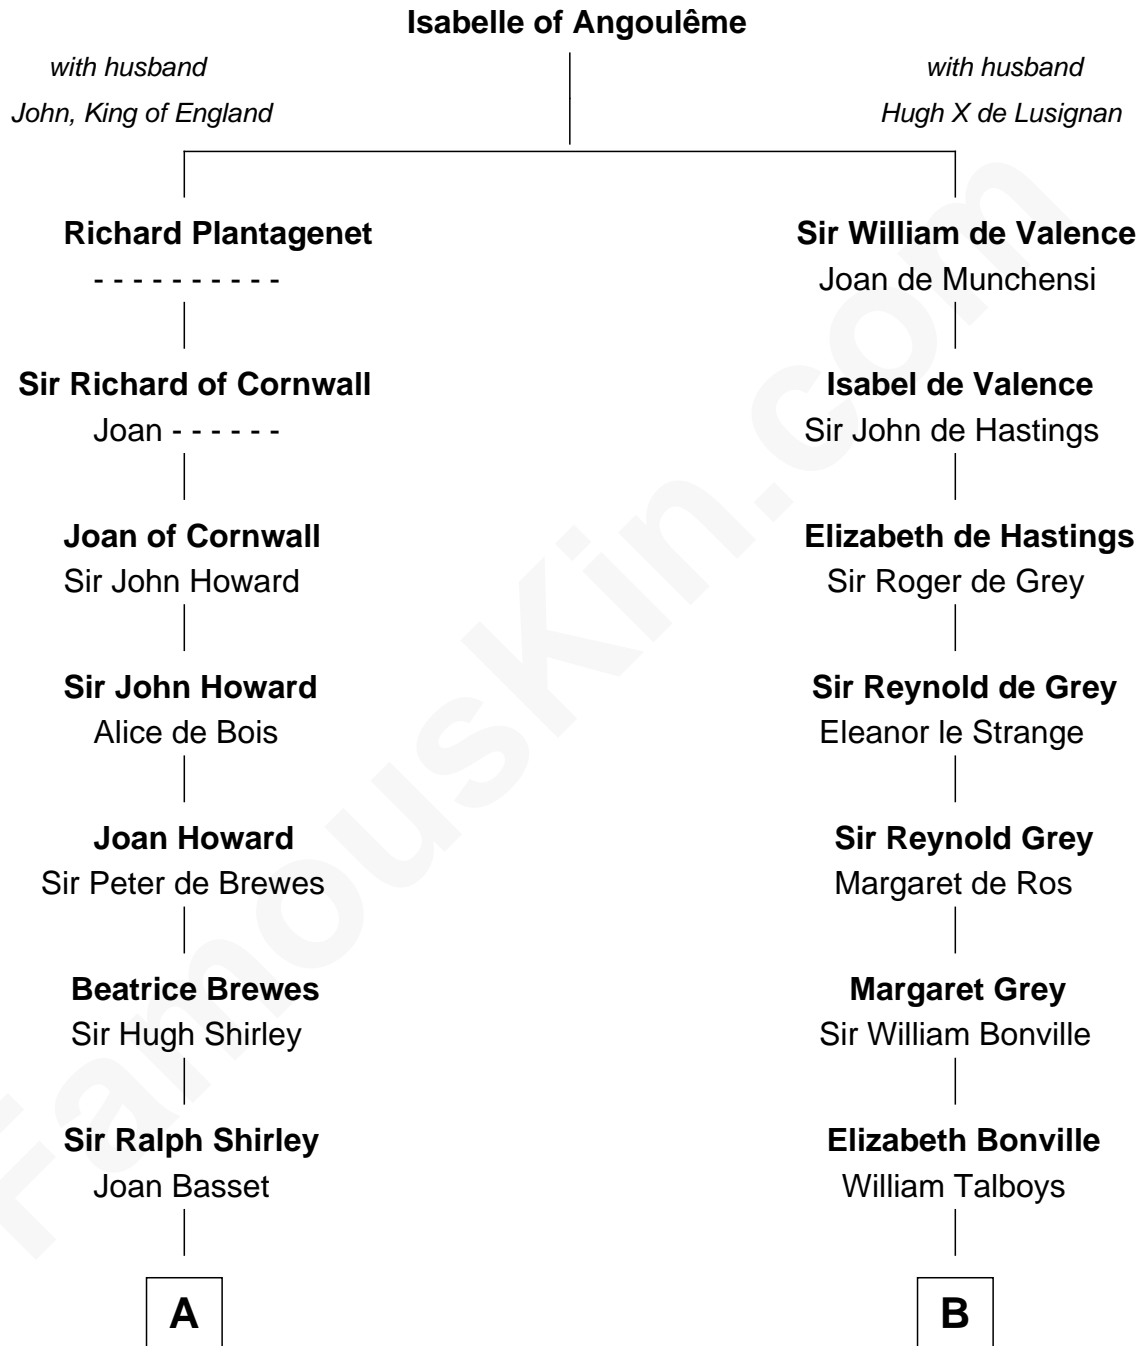 Isabelle of Angoulême
with husband
John, King of England
with husband
Hugh X de Lusignan
Richard Plantagenet
- - - - - - - - - -
Sir William de Valence
Joan de Munchensi
Sir Richard of Cornwall
Joan - - - - - -
Isabel de Valence
Sir John de Hastings
Joan of Cornwall
Sir John Howard
Elizabeth de Hastings
Sir Roger de Grey
Sir John Howard
Alice de Bois
Sir Reynold de Grey
Eleanor le Strange
Joan Howard
Sir Peter de Brewes
Sir Reynold Grey
Margaret de Ros
Beatrice Brewes
Sir Hugh Shirley
Margaret Grey
Sir William Bonville
Sir Ralph Shirley
Joan Basset
Elizabeth Bonville
William Talboys
A
B
FamousKin.com